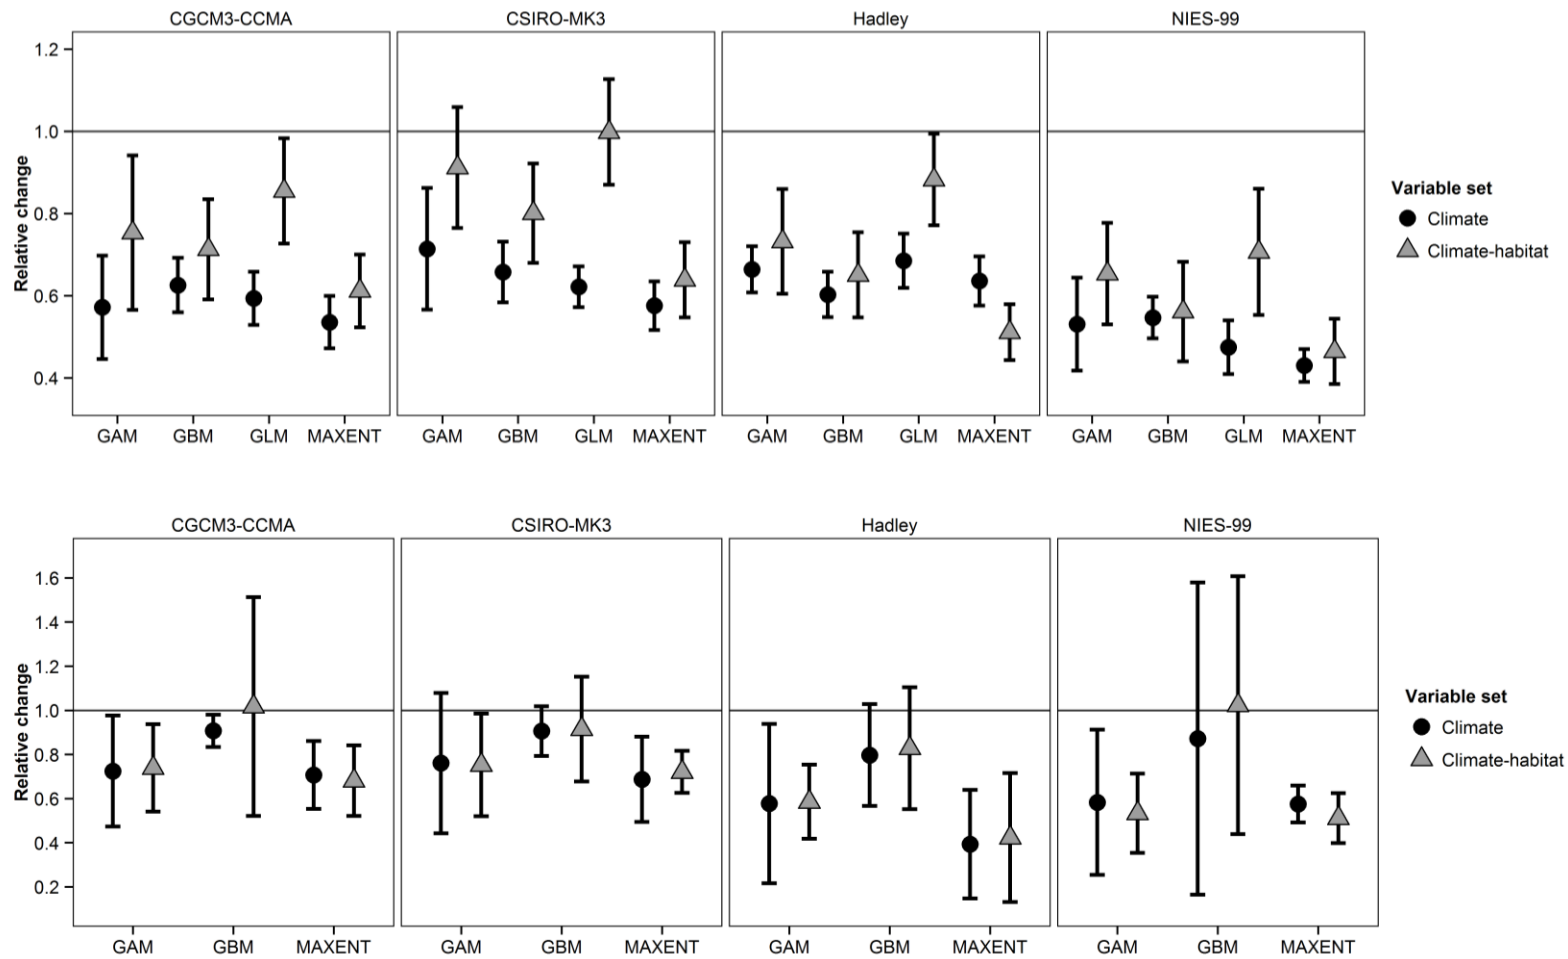 CGCM3-CCMA CSIRO-MK3 Hadley NIES-99
1.2
1.0
0.8
0.6
0.4
Relative change
GAM GBM GLM MAXENT GAM GBM GLM MAXENT GAM GBM GLM MAXENT GAM GBM GLM MAXENT
Variable set
Climate
Climate-habitat
CGCM3-CCMA CSIRO-MK3 Hadley NIES-99
1.6
1.4
1.2
1.0
0.8
0.6
0.4
0.2
Relative change
GAM GBM MAXENT GAM GBM MAXENT GAM GBM MAXENT GAM GBM MAXENT
Variable set
Climate
Climate-habitat